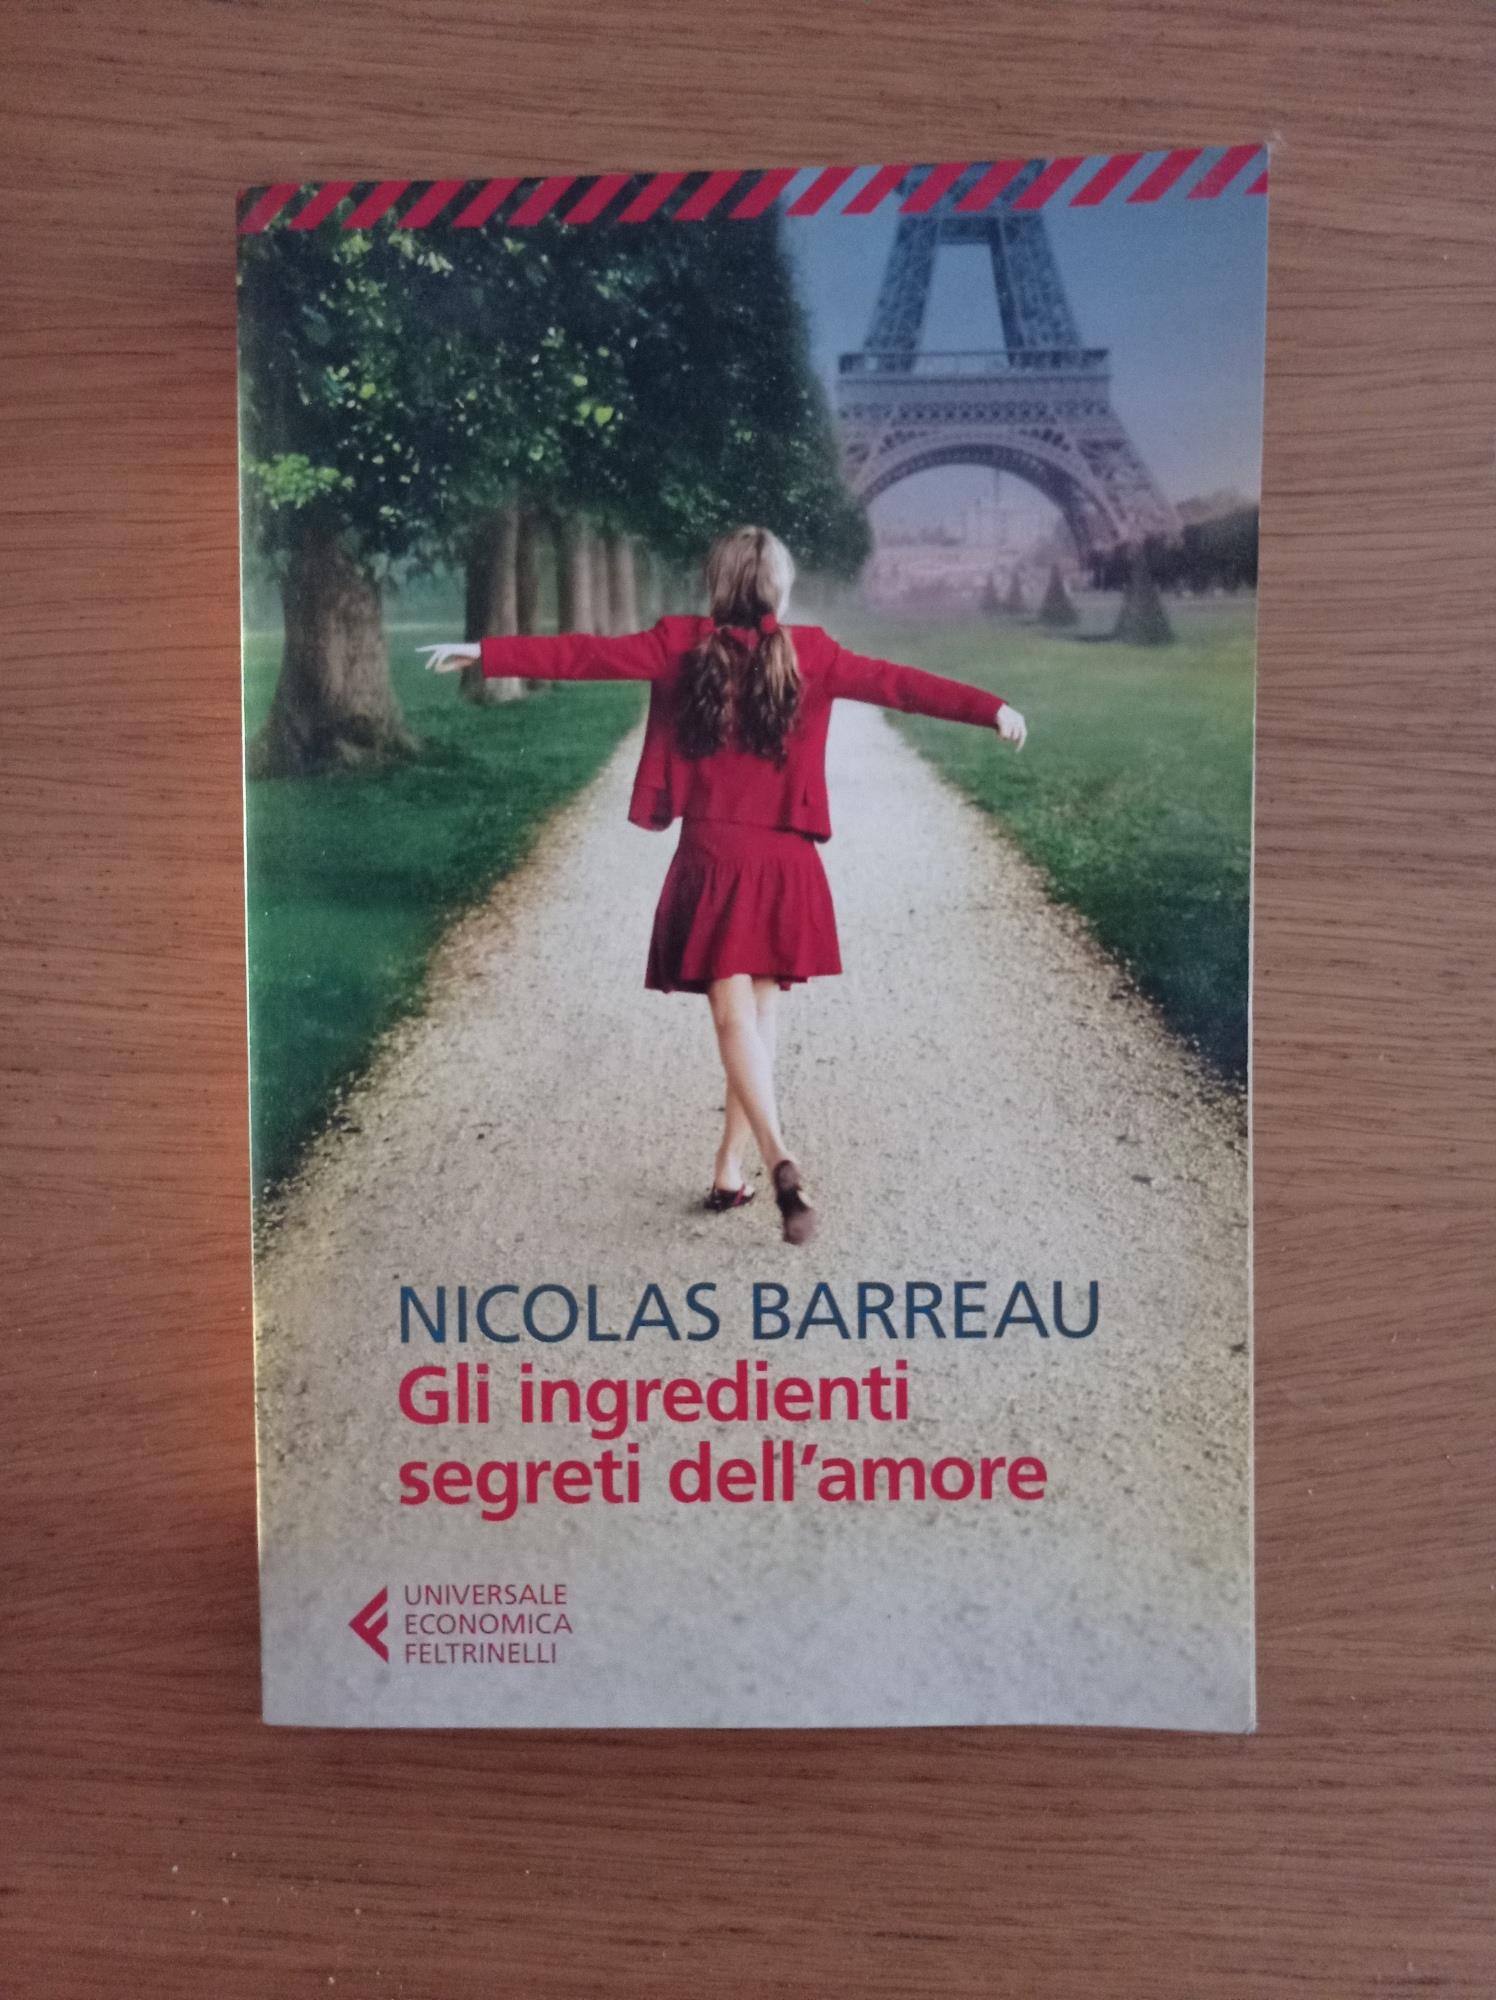 NICOLAS BARREAU
Gli ingredienti
segreti dell'amore
UNIVERSALE
ECONOMICA
FELTRINELLI